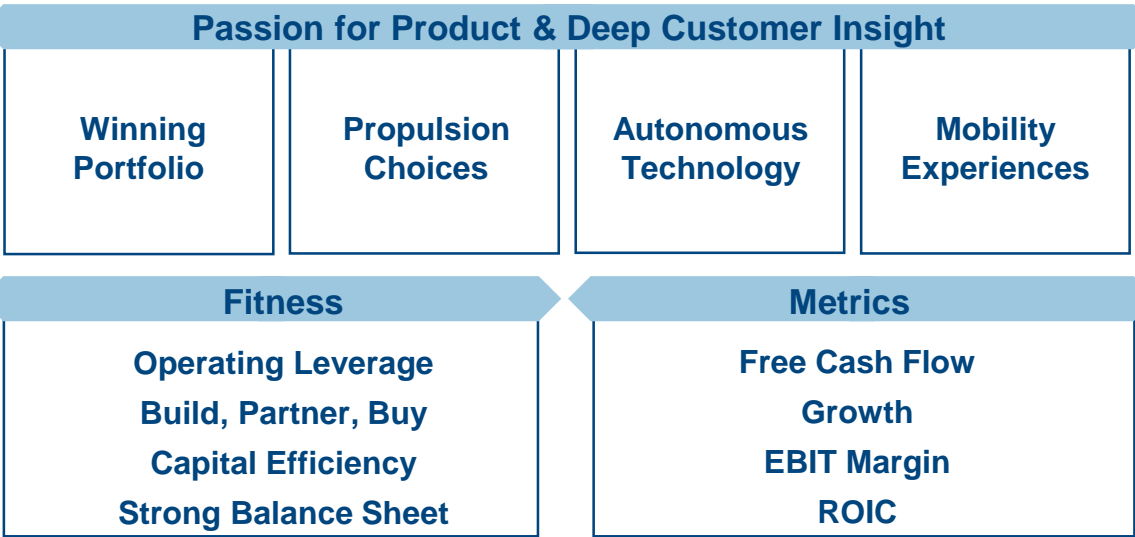 Passion for Product & Deep Customer Insight
Winning
Portfolio
Propulsion
Choices
Autonomous
Technology
Mobility
Experiences
Fitness
Operating Leverage
Build, Partner, Buy
Capital Efficiency
Strong Balance Sheet
Metrics
Free Cash Flow
Growth
EBIT Margin
ROIC